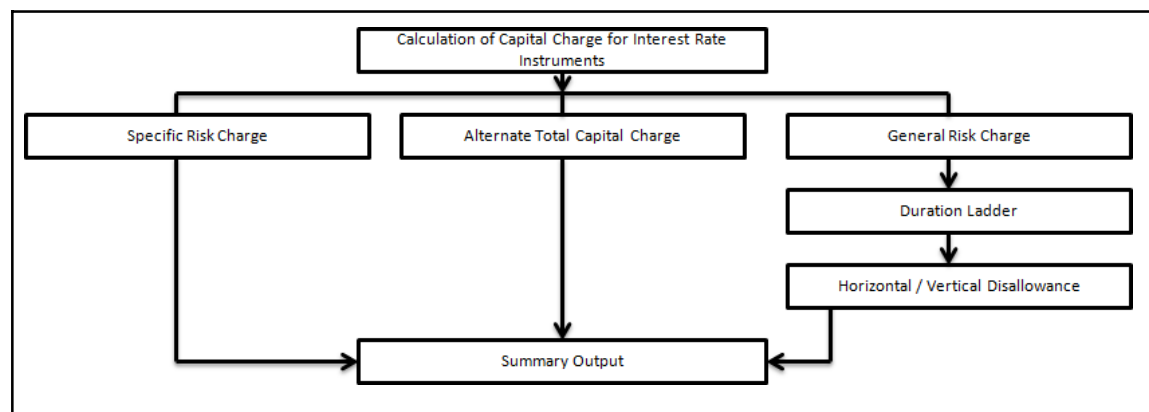 Calculation of Capital Charge for Interest Rate
Instruments
Specific Risk Charge
Alternate Total Capital Charge
General Risk Charge
Duration Ladder
Horizontal / Vertical Disallowance
Summary Output